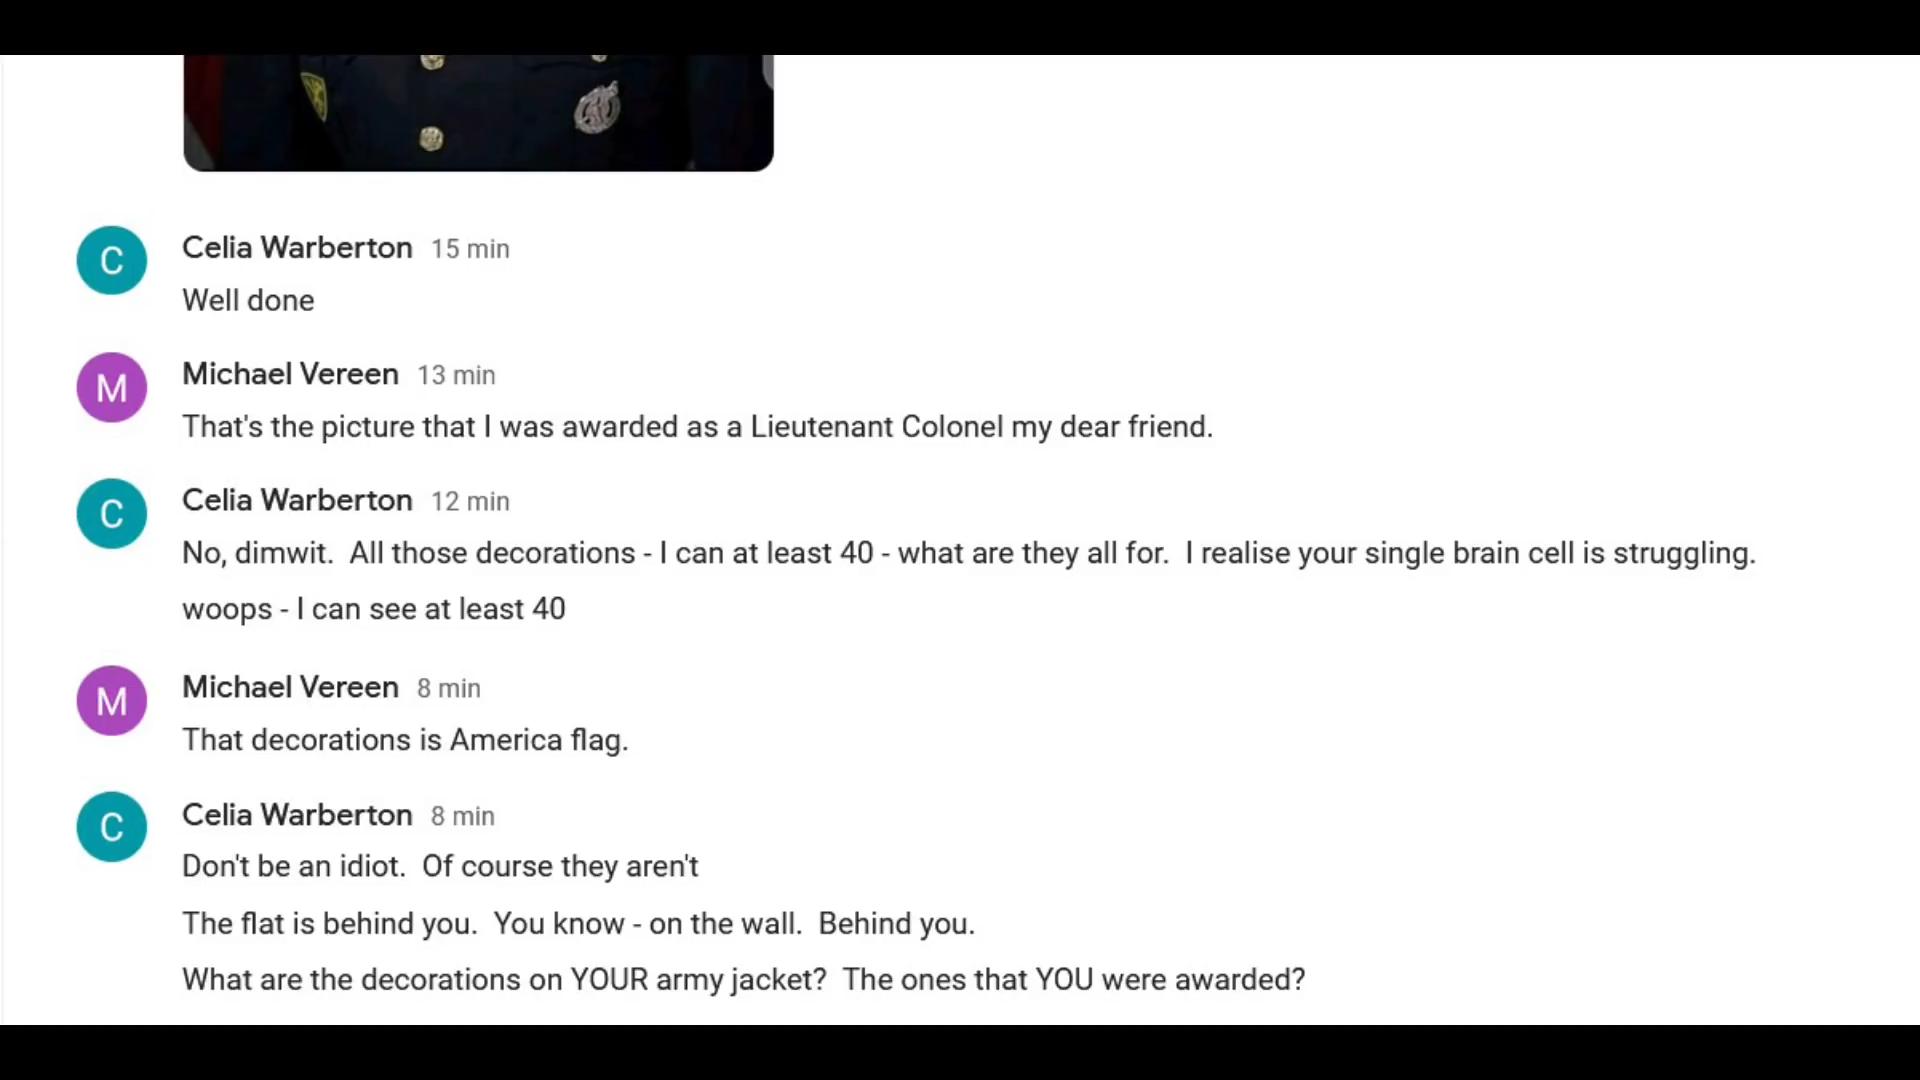 C
Celia Warberton 15 min
Well done
M
Michael Vereen 13 min
That's the picture that I was awarded as a Lieutenant Colonel my dear friend.
C
Celia Warberton 12 min
No, dimwit.  All those decorations - I can at least 40 - what are they all for.  I realise your single brain cell is struggling.
woops - I can see at least 40
M
Michael Vereen 8 min
That decorations is America flag.
C
Celia Warberton 8 min
Don't be an idiot.  Of course they aren't
The flat is behind you.  You know - on the wall.  Behind you.
What are the decorations on YOUR army jacket?  The ones that YOU were awarded?